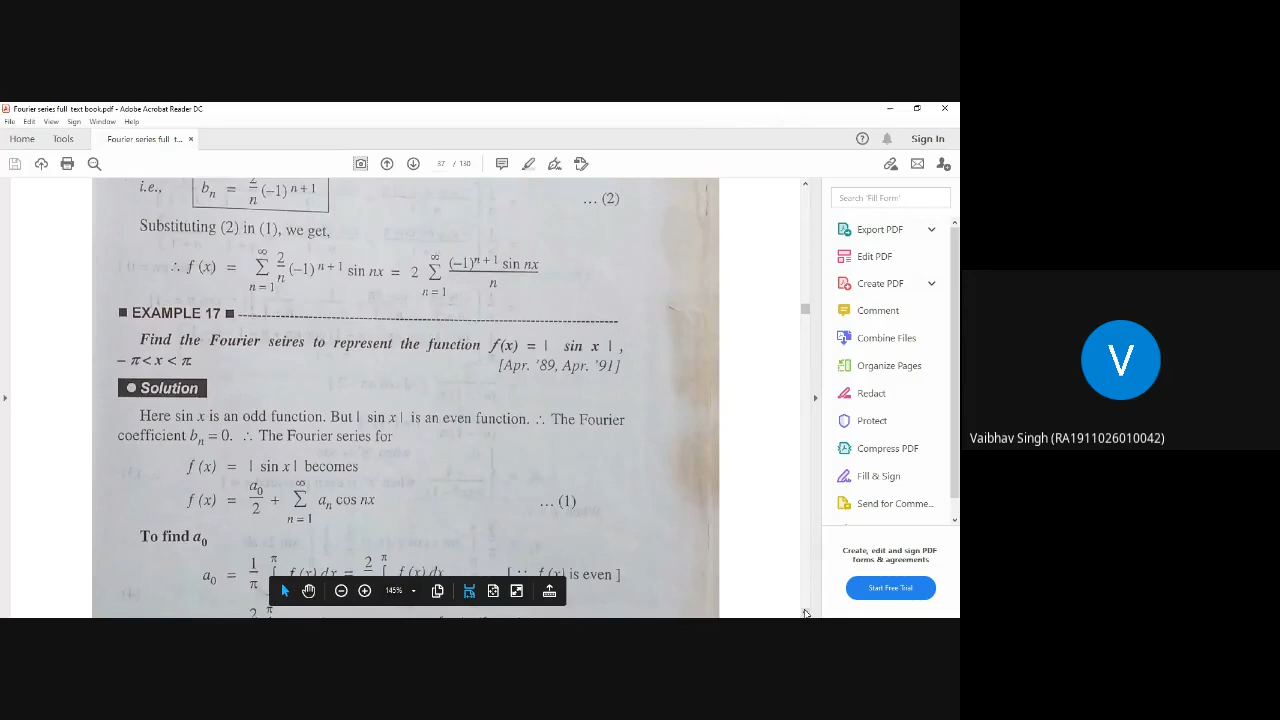 Fourier series full text book.pdf - Adobe Acrobat Reader DC
File Edit View Sign Window Help
Home Tools Fourier series full t... × Sign In
37 / 130
i.e., bₙ = 2/n (−1)ⁿ⁺¹ ... (2)
Substituting (2) in (1), we get,
∴ f (x) = ∑_{n=1}^{∞} 2/n (−1)ⁿ⁺¹ sin nx = 2 ∑_{n=1}^{∞} (−1)ⁿ⁺¹ sin nx / n
■ EXAMPLE 17 ■
Find the Fourier seires to represent the function f(x) = | sin x | ,
− π < x < π. [Apr. '89, Apr. '91]
● Solution
Here sin x is an odd function. But | sin x | is an even function. ∴ The Fourier
coefficient bₙ = 0. ∴ The Fourier series for
f (x) = | sin x | becomes
f (x) = a₀/2 + ∑_{n=1}^{∞} aₙ cos nx ... (1)
To find a₀
a₀ = 1/π ∫ f (x) dx = 2/π ∫ f (x) dx [ ∵ f (x) is even ]
2 π
145%
Search 'Fill Form'
Export PDF
Edit PDF
Create PDF
Comment
Combine Files
Organize Pages
Redact
Protect
Compress PDF
Fill & Sign
Send for Comme...
Create, edit and sign PDF
forms & agreements
Start Free Trial
V
Vaibhav Singh (RA1911026010042)